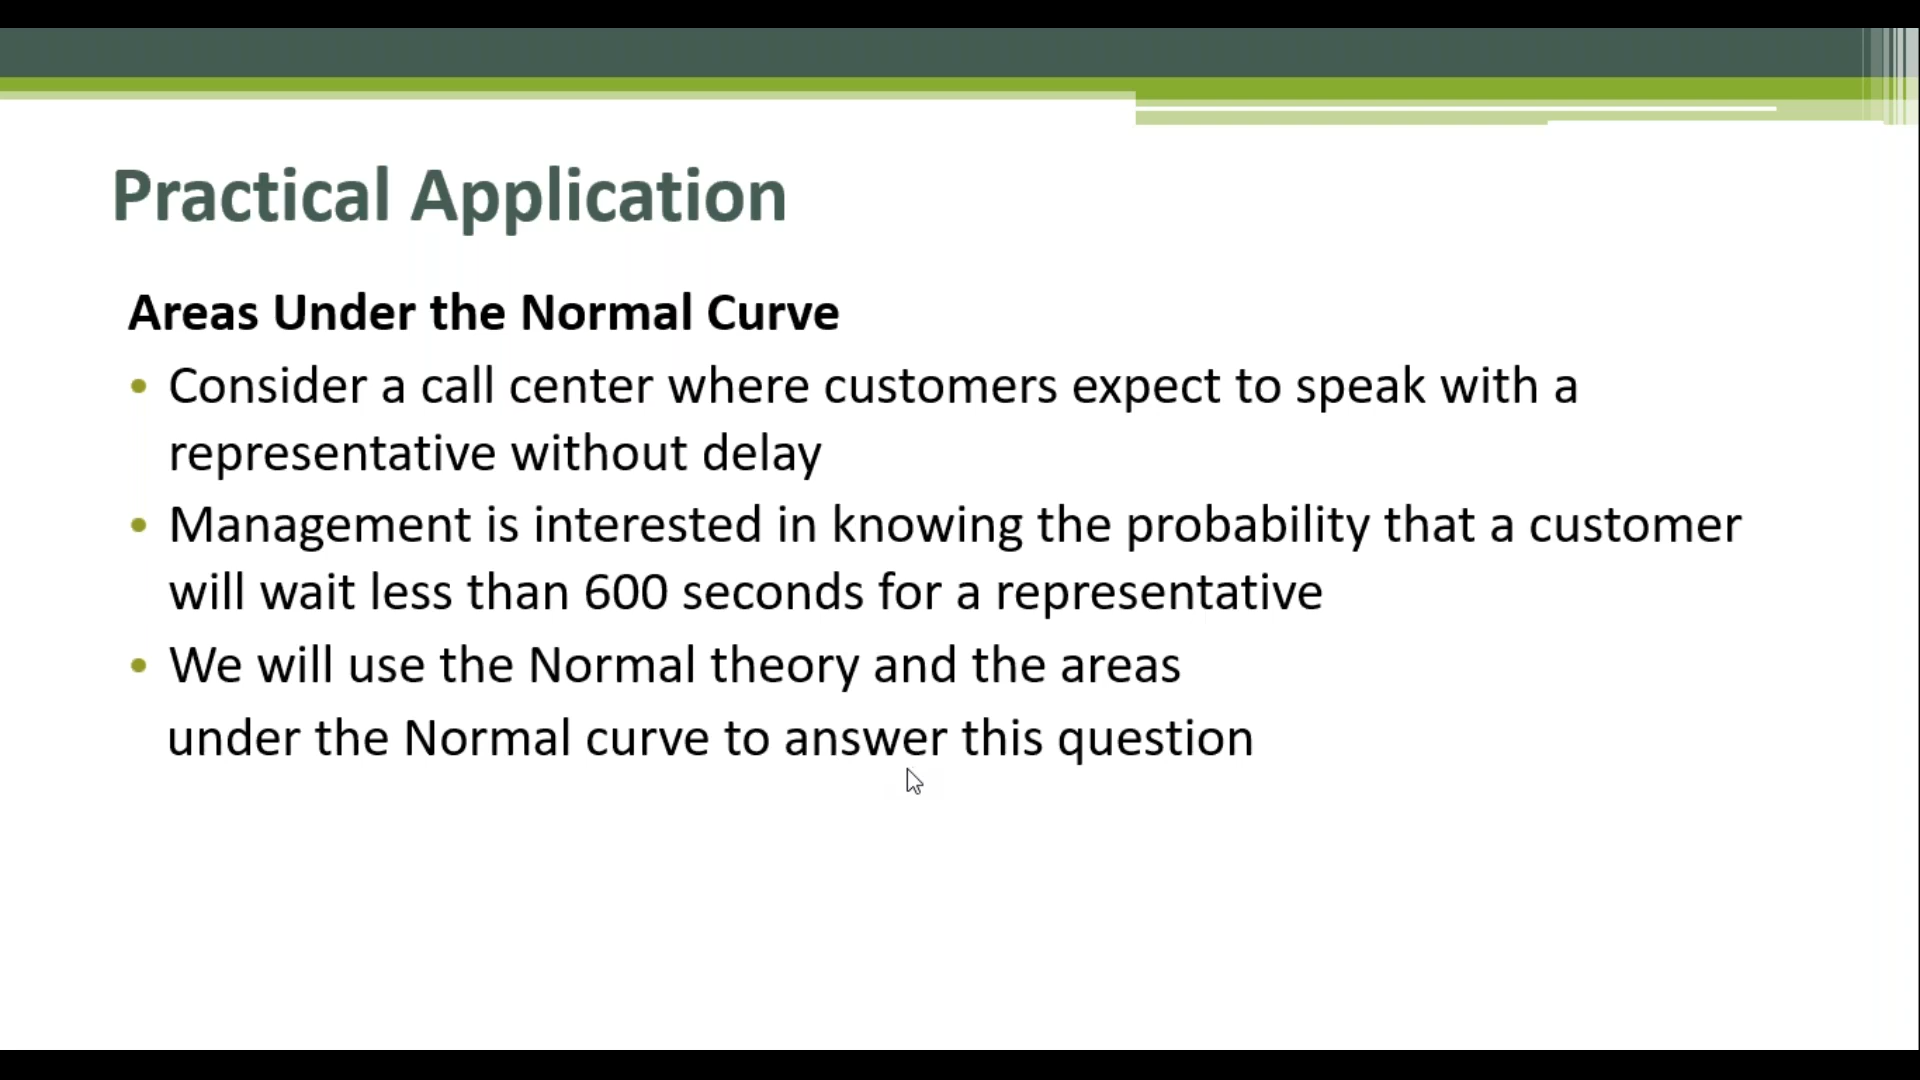 Practical Application
Areas Under the Normal Curve
• Consider a call center where customers expect to speak with a
representative without delay
• Management is interested in knowing the probability that a customer
will wait less than 600 seconds for a representative
• We will use the Normal theory and the areas
under the Normal curve to answer this question